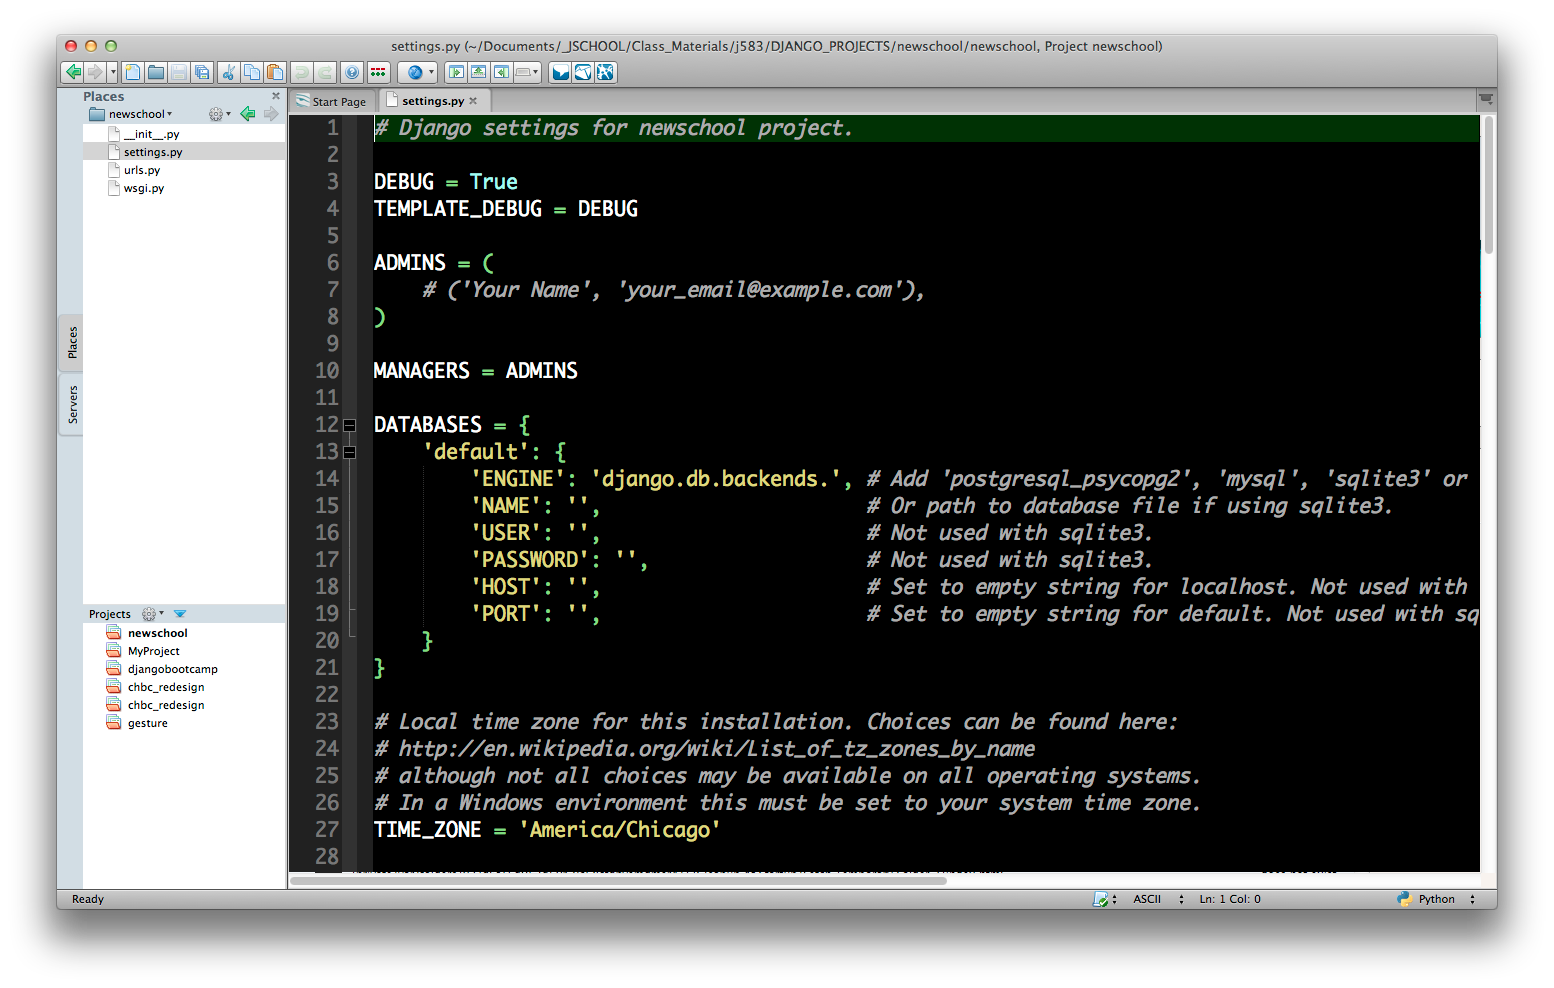 settings.py (~/Documents/_JSCHOOL/Class_Materials/j583/DJANGO_PROJECTS/newschool/newschool, Project newschool)
Places
newschool
__init__.py
settings.py
urls.py
wsgi.py
Places
Servers
Projects
newschool
MyProject
djangobootcamp
chbc_redesign
chbc_redesign
gesture
Start Page
settings.py
1 # Django settings for newschool project.
2
3 DEBUG = True
4 TEMPLATE_DEBUG = DEBUG
5
6 ADMINS = (
7     # ('Your Name', 'your_email@example.com'),
8 )
9
10 MANAGERS = ADMINS
11
12 DATABASES = {
13     'default': {
14         'ENGINE': 'django.db.backends.', # Add 'postgresql_psycopg2', 'mysql', 'sqlite3' or
15         'NAME': '',                      # Or path to database file if using sqlite3.
16         'USER': '',                      # Not used with sqlite3.
17         'PASSWORD': '',                  # Not used with sqlite3.
18         'HOST': '',                      # Set to empty string for localhost. Not used with
19         'PORT': '',                      # Set to empty string for default. Not used with sq
20     }
21 }
22
23 # Local time zone for this installation. Choices can be found here:
24 # http://en.wikipedia.org/wiki/List_of_tz_zones_by_name
25 # although not all choices may be available on all operating systems.
26 # In a Windows environment this must be set to your system time zone.
27 TIME_ZONE = 'America/Chicago'
28
Ready
ASCII
Ln: 1 Col: 0
Python